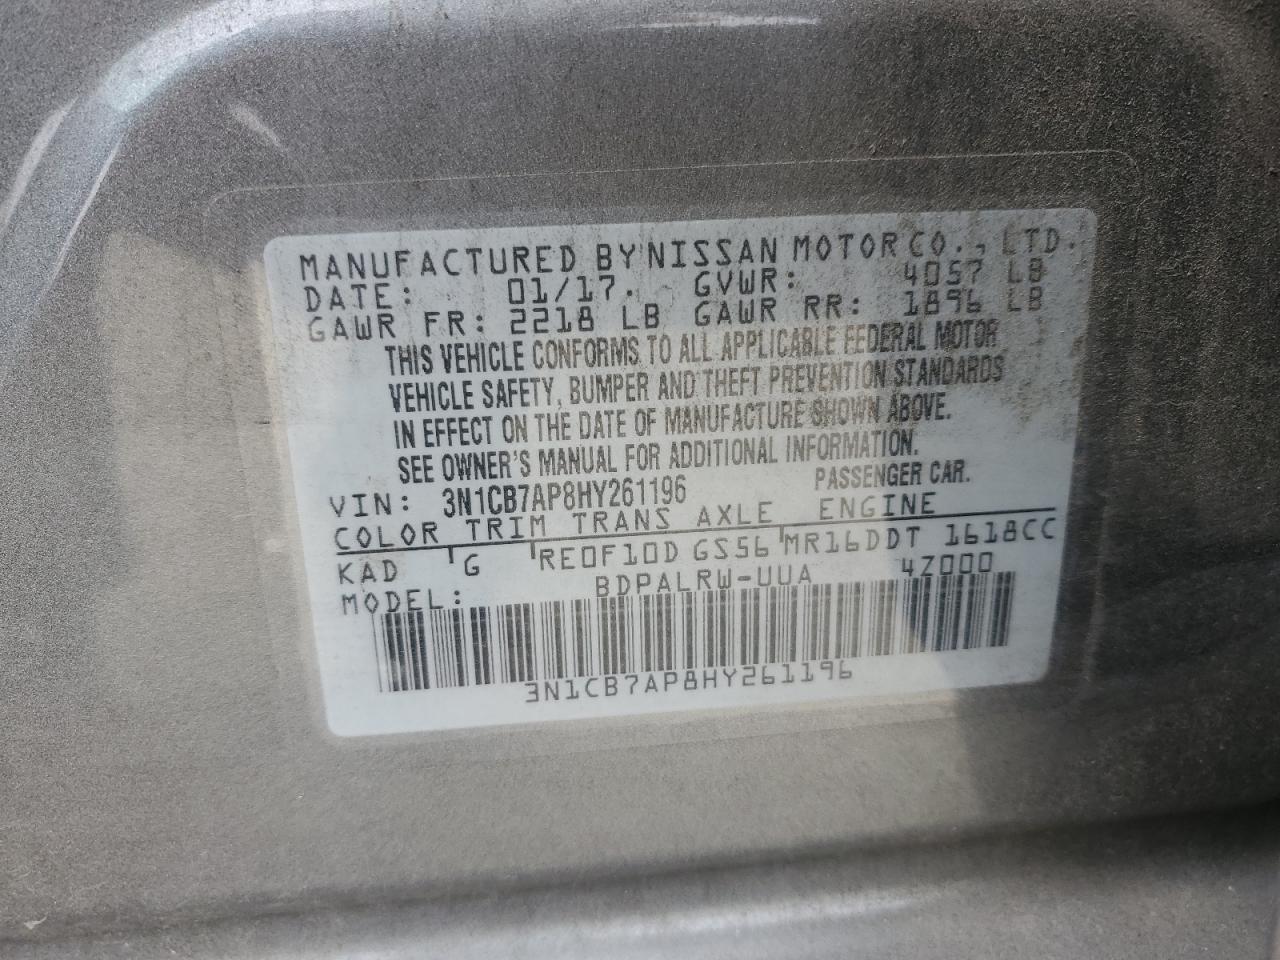 MANUFACTURED BY NISSAN MOTOR CO., LTD.
DATE: 01/17. GVWR: 4057 LB
GAWR FR: 2218 LB GAWR RR: 1896 LB
THIS VEHICLE CONFORMS TO ALL APPLICABLE FEDERAL MOTOR
VEHICLE SAFETY, BUMPER AND THEFT PREVENTION STANDARDS
IN EFFECT ON THE DATE OF MANUFACTURE SHOWN ABOVE.
SEE OWNER'S MANUAL FOR ADDITIONAL INFORMATION.
VIN: 3N1CB7AP8HY261196 PASSENGER CAR.
COLOR TRIM TRANS AXLE ENGINE
KAD G RE0F10D GS56 MR16DDT 1618CC
MODEL: BDPALRW-UUA 4Z000
3N1CB7AP8HY261196